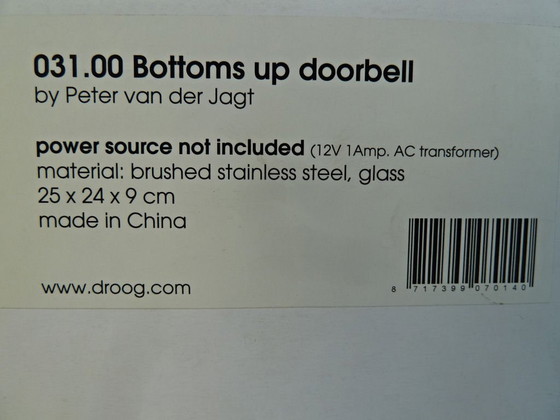 031.00 Bottoms up doorbell
by Peter van der Jagt
power source not included (12V 1Amp. AC transformer)
material: brushed stainless steel, glass
25 x 24 x 9 cm
made in China
www.droog.com
8 717399 070140